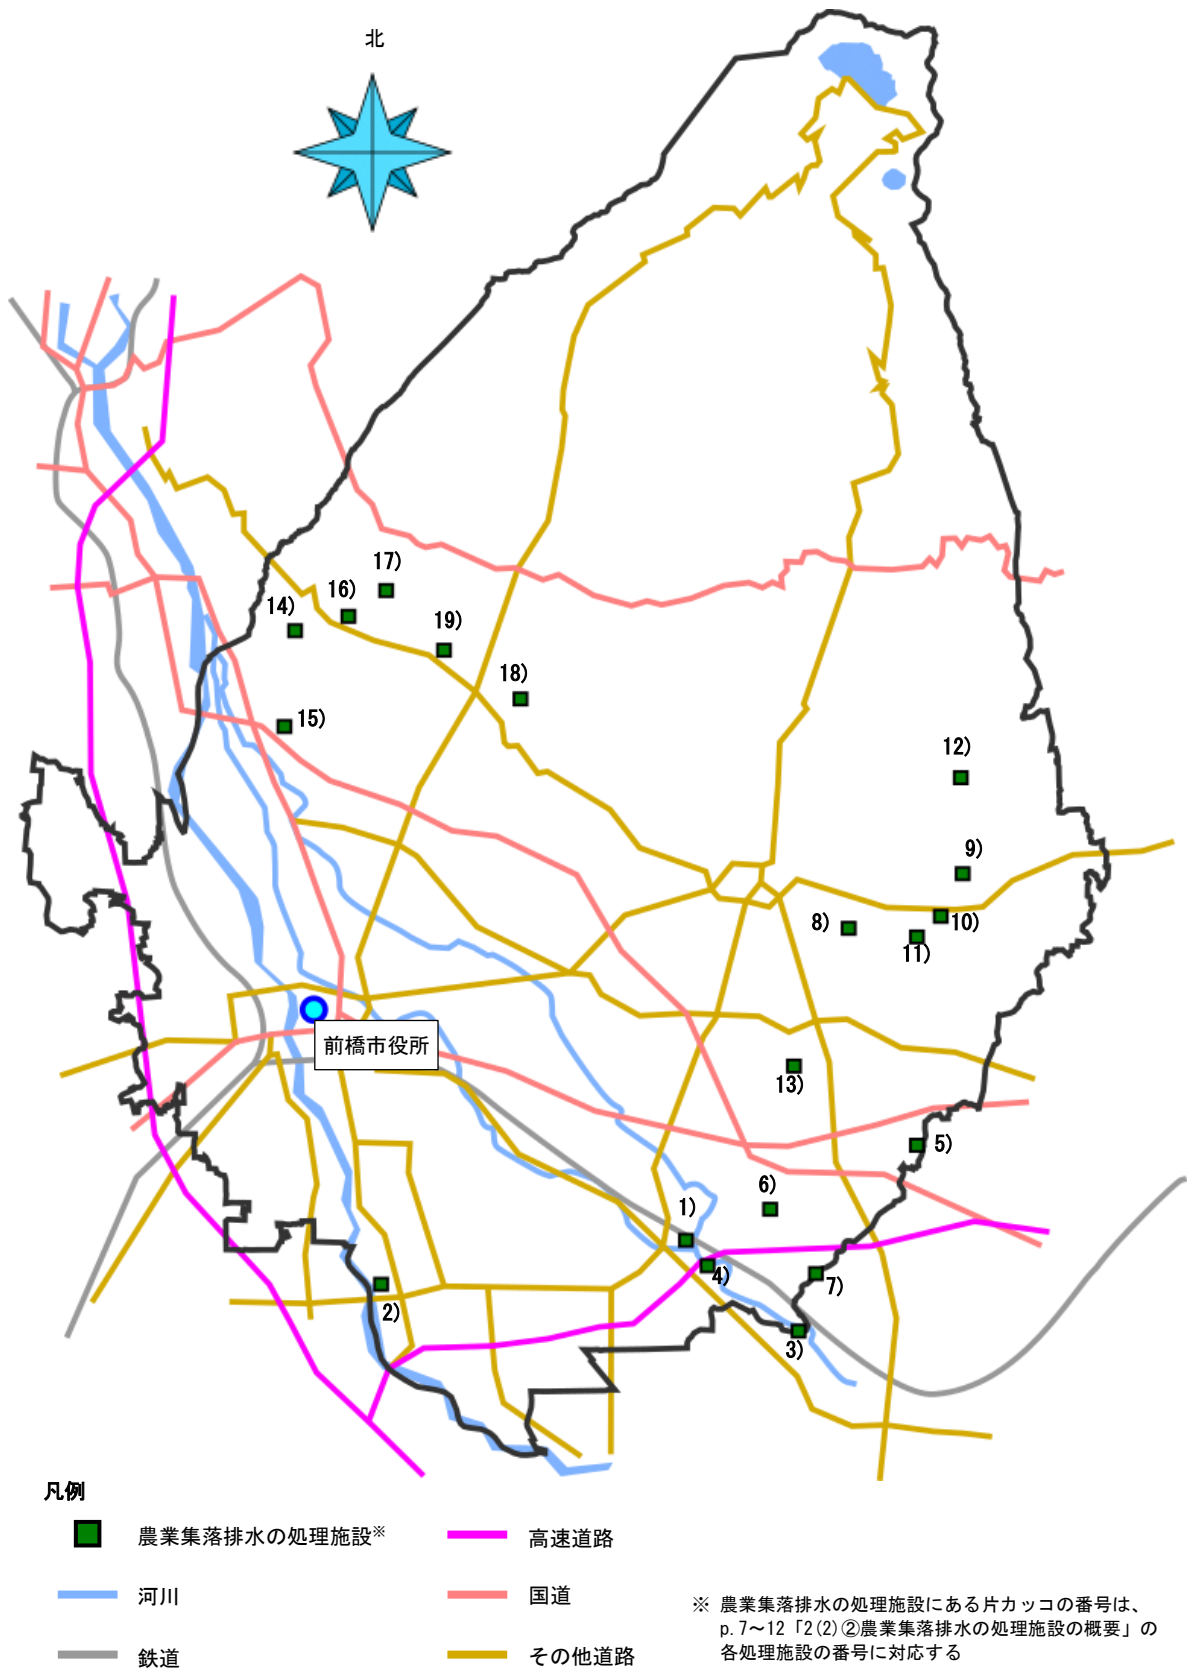 北
17)
16)
14)
19)
18)
15)
12)
9)
8)
10)
11)
前橋市役所
13)
5)
6)
1)
4)
7)
2)
3)
凡例
農業集落排水の処理施設※
高速道路
河川
国道
鉄道
その他道路
※ 農業集落排水の処理施設にある片カッコの番号は、
p.7～12「2(2)②農業集落排水の処理施設の概要」の
各処理施設の番号に対応する